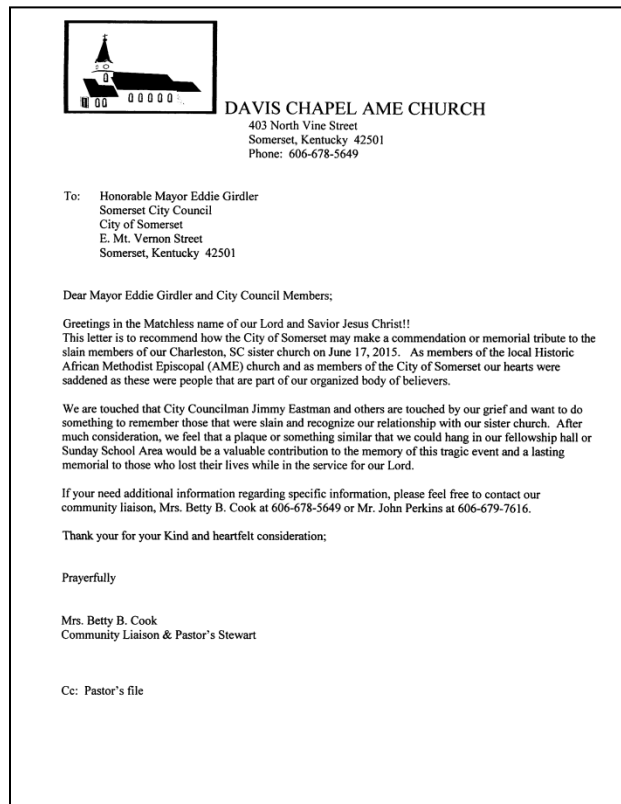 DAVIS CHAPEL AME CHURCH
403 North Vine Street
Somerset, Kentucky 42501
Phone: 606-678-5649
To: Honorable Mayor Eddie Girdler
Somerset City Council
City of Somerset
E. Mt. Vernon Street
Somerset, Kentucky 42501
Dear Mayor Eddie Girdler and City Council Members;
Greetings in the Matchless name of our Lord and Savior Jesus Christ!!
This letter is to recommend how the City of Somerset may make a commendation or memorial tribute to the
slain members of our Charleston, SC sister church on June 17, 2015. As members of the local Historic
African Methodist Episcopal (AME) church and as members of the City of Somerset our hearts were
saddened as these were people that are part of our organized body of believers.
We are touched that City Councilman Jimmy Eastman and others are touched by our grief and want to do
something to remember those that were slain and recognize our relationship with our sister church. After
much consideration, we feel that a plaque or something similar that we could hang in our fellowship hall or
Sunday School Area would be a valuable contribution to the memory of this tragic event and a lasting
memorial to those who lost their lives while in the service for our Lord.
If your need additional information regarding specific information, please feel free to contact our
community liaison, Mrs. Betty B. Cook at 606-678-5649 or Mr. John Perkins at 606-679-7616.
Thank your for your Kind and heartfelt consideration;
Prayerfully
Mrs. Betty B. Cook
Community Liaison & Pastor's Stewart
Cc: Pastor's file